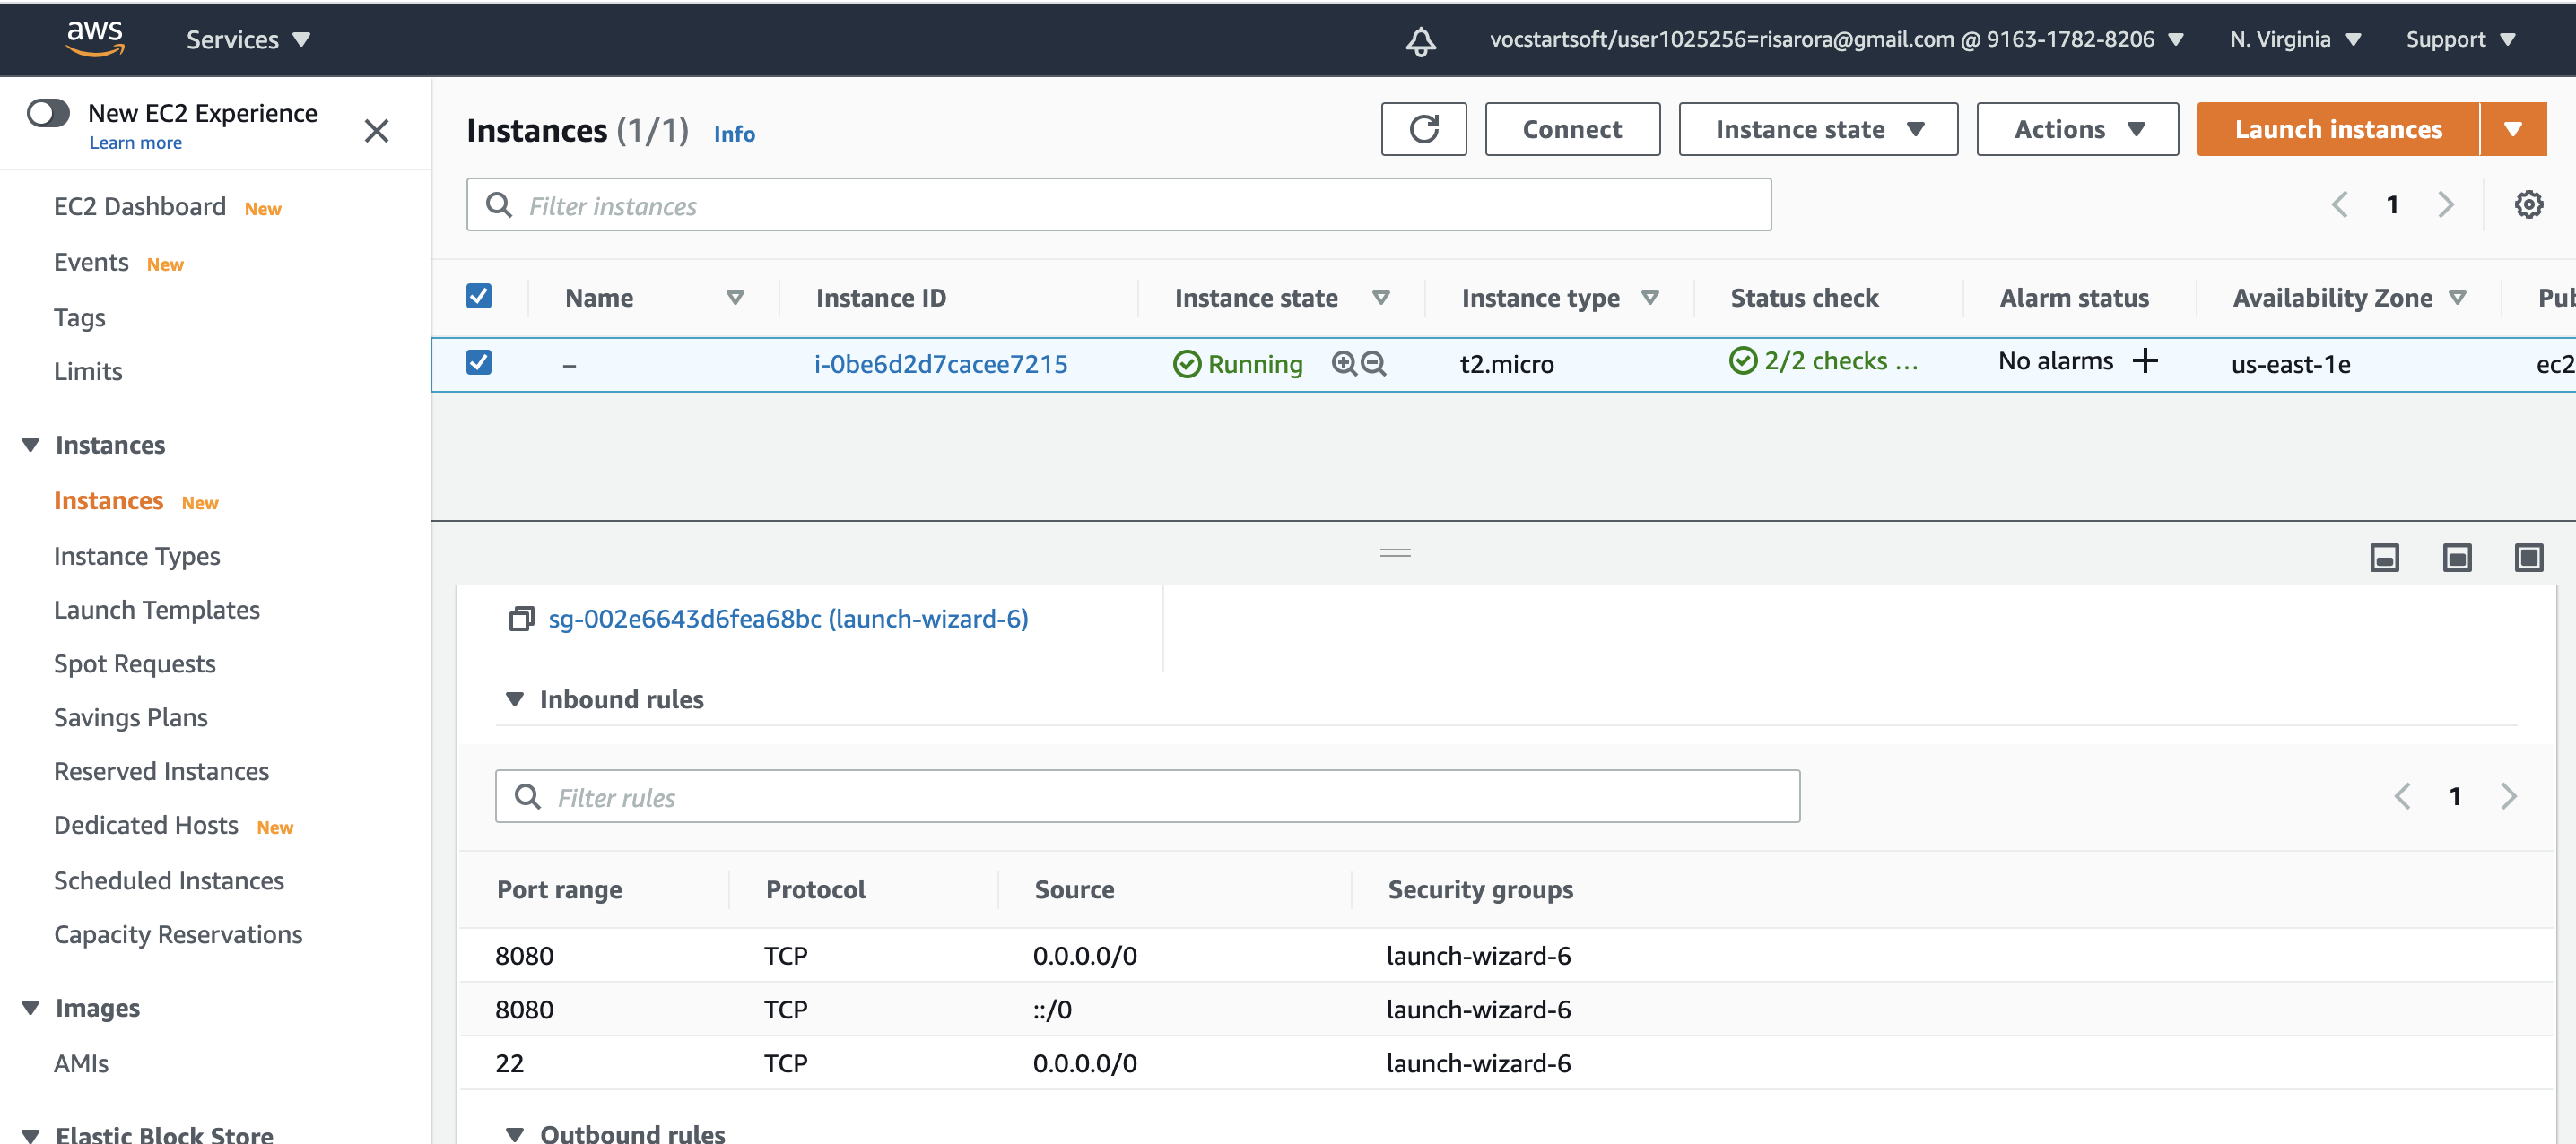 aws Services vocstartsoft/user1025256=risarora@gmail.com @ 9163-1782-8206 N. Virginia Support
New EC2 Experience
Learn more
EC2 Dashboard New
Events New
Tags
Limits
Instances
Instances New
Instance Types
Launch Templates
Spot Requests
Savings Plans
Reserved Instances
Dedicated Hosts New
Scheduled Instances
Capacity Reservations
Images
AMIs
Elastic Block Store
Instances (1/1) Info Connect Instance state Actions Launch instances
Filter instances 1
Name Instance ID Instance state Instance type Status check Alarm status Availability Zone Pub
– i-0be6d2d7cacee7215 Running t2.micro 2/2 checks ... No alarms us-east-1e ec2
sg-002e6643d6fea68bc (launch-wizard-6)
Inbound rules
Filter rules 1
Port range Protocol Source Security groups
8080 TCP 0.0.0.0/0 launch-wizard-6
8080 TCP ::/0 launch-wizard-6
22 TCP 0.0.0.0/0 launch-wizard-6
Outbound rules